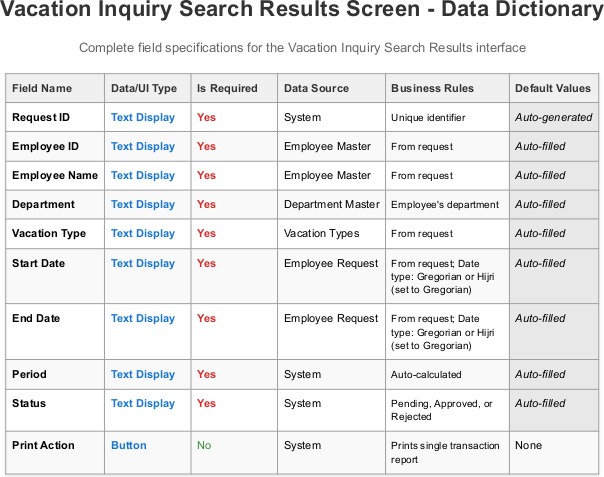 Vacation Inquiry Search Results Screen - Data Dictionary
Complete field specifications for the Vacation Inquiry Search Results interface
Field Name Data/UI Type Is Required Data Source Business Rules Default Values
Request ID Text Display Yes System Unique identifier Auto-generated
Employee ID Text Display Yes Employee Master From request Auto-filled
Employee Name Text Display Yes Employee Master From request Auto-filled
Department Text Display Yes Department Master Employee's department Auto-filled
Vacation Type Text Display Yes Vacation Types From request Auto-filled
Start Date Text Display Yes Employee Request From request; Date Auto-filled
type: Gregorian or Hijri
(set to Gregorian)
End Date Text Display Yes Employee Request From request; Date Auto-filled
type: Gregorian or Hijri
(set to Gregorian)
Period Text Display Yes System Auto-calculated Auto-filled
Status Text Display Yes System Pending, Approved, or Auto-filled
Rejected
Print Action Button No System Prints single transaction None
report